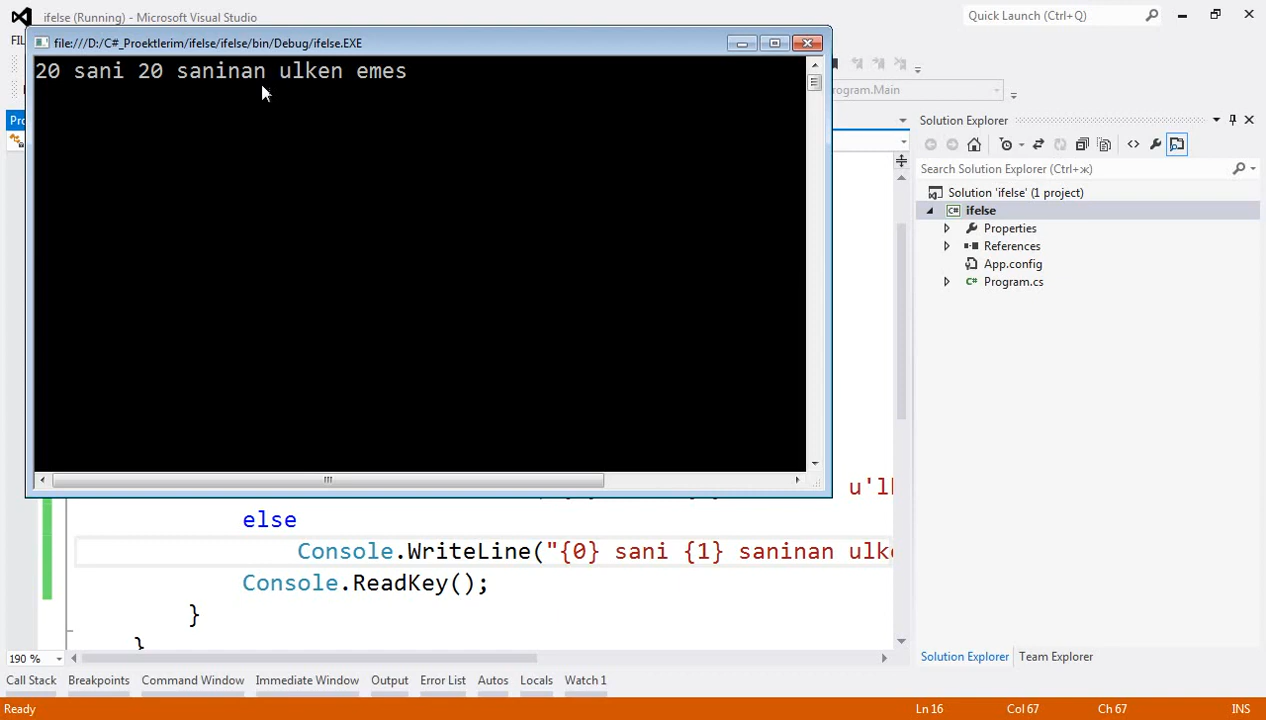 ifelse (Running) - Microsoft Visual Studio
Quick Launch (Ctrl+Q)
file:///D:/C#_Proektlerim/ifelse/ifelse/bin/Debug/ifelse.EXE
20 sani 20 saninan ulken emes
rogram.Main
Solution Explorer
Search Solution Explorer (Ctrl+ж)
Solution 'ifelse' (1 project)
C# ifelse
Properties
References
App.config
C# Program.cs
u'l
else
Console.WriteLine("{0} sani {1} saninan ulk
Console.ReadKey();
}
}
190 %
Solution Explorer Team Explorer
Call Stack Breakpoints Command Window Immediate Window Output Error List Autos Locals Watch 1
Ready Ln 16 Col 67 Ch 67 INS